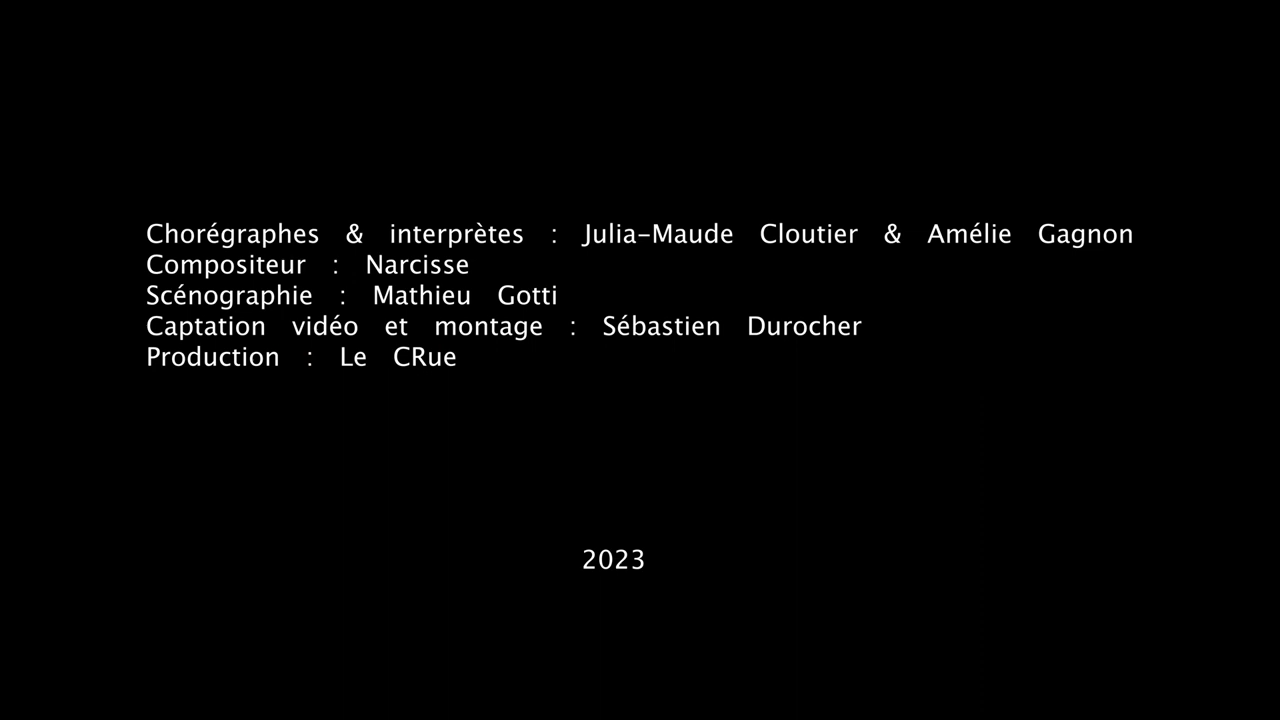 Chorégraphes & interprètes : Julia-Maude Cloutier & Amélie Gagnon
Compositeur : Narcisse
Scénographie : Mathieu Gotti
Captation vidéo et montage : Sébastien Durocher
Production : Le CRue
2023